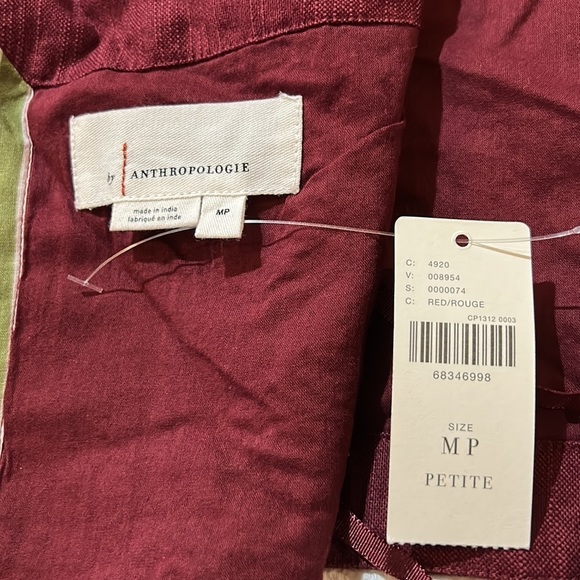 by ANTHROPOLOGIE
made in india
fabriqué en inde
MP
C: 4920
V: 008954
S: 0000074
C: RED/ROUGE
CP1312 0003
68346998
SIZE
MP
PETITE